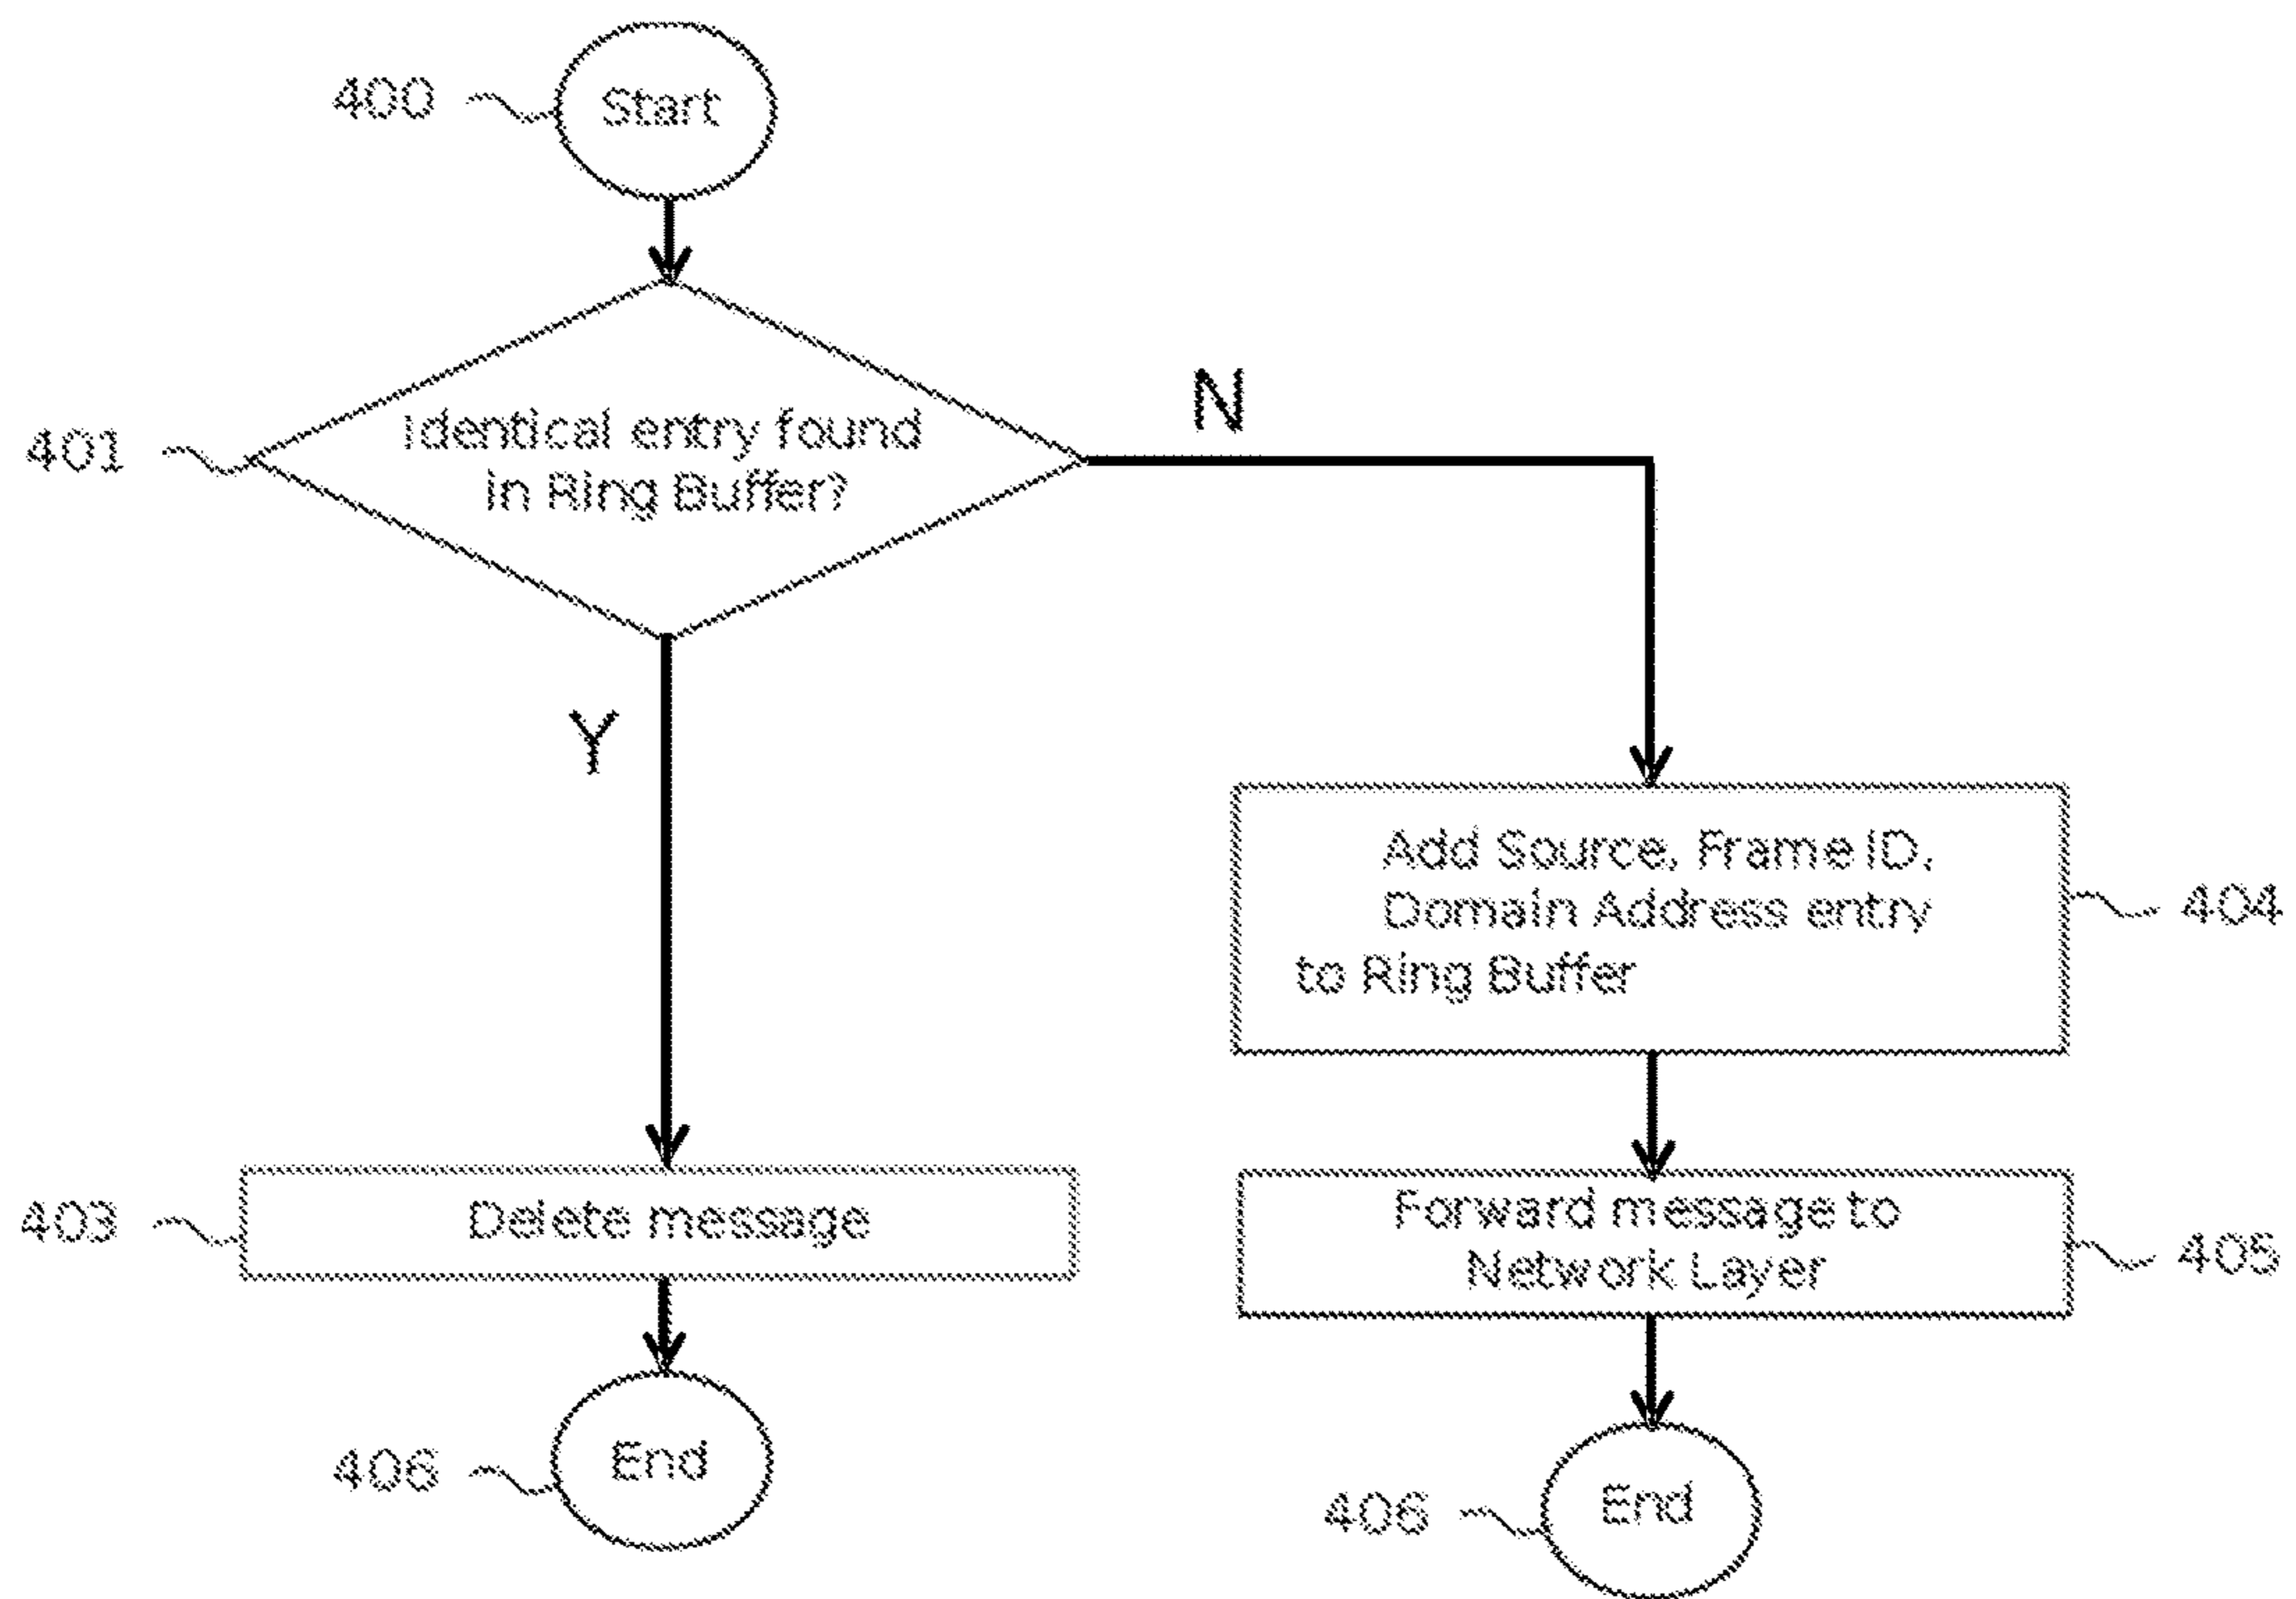 400
Start
401
Identical entry found
in Ring Buffer?
N
Y
Add Source, Frame ID,
Domain Address entry
to Ring Buffer
404
403
Delete message
Forward message to
Network Layer
405
406
End
406
End